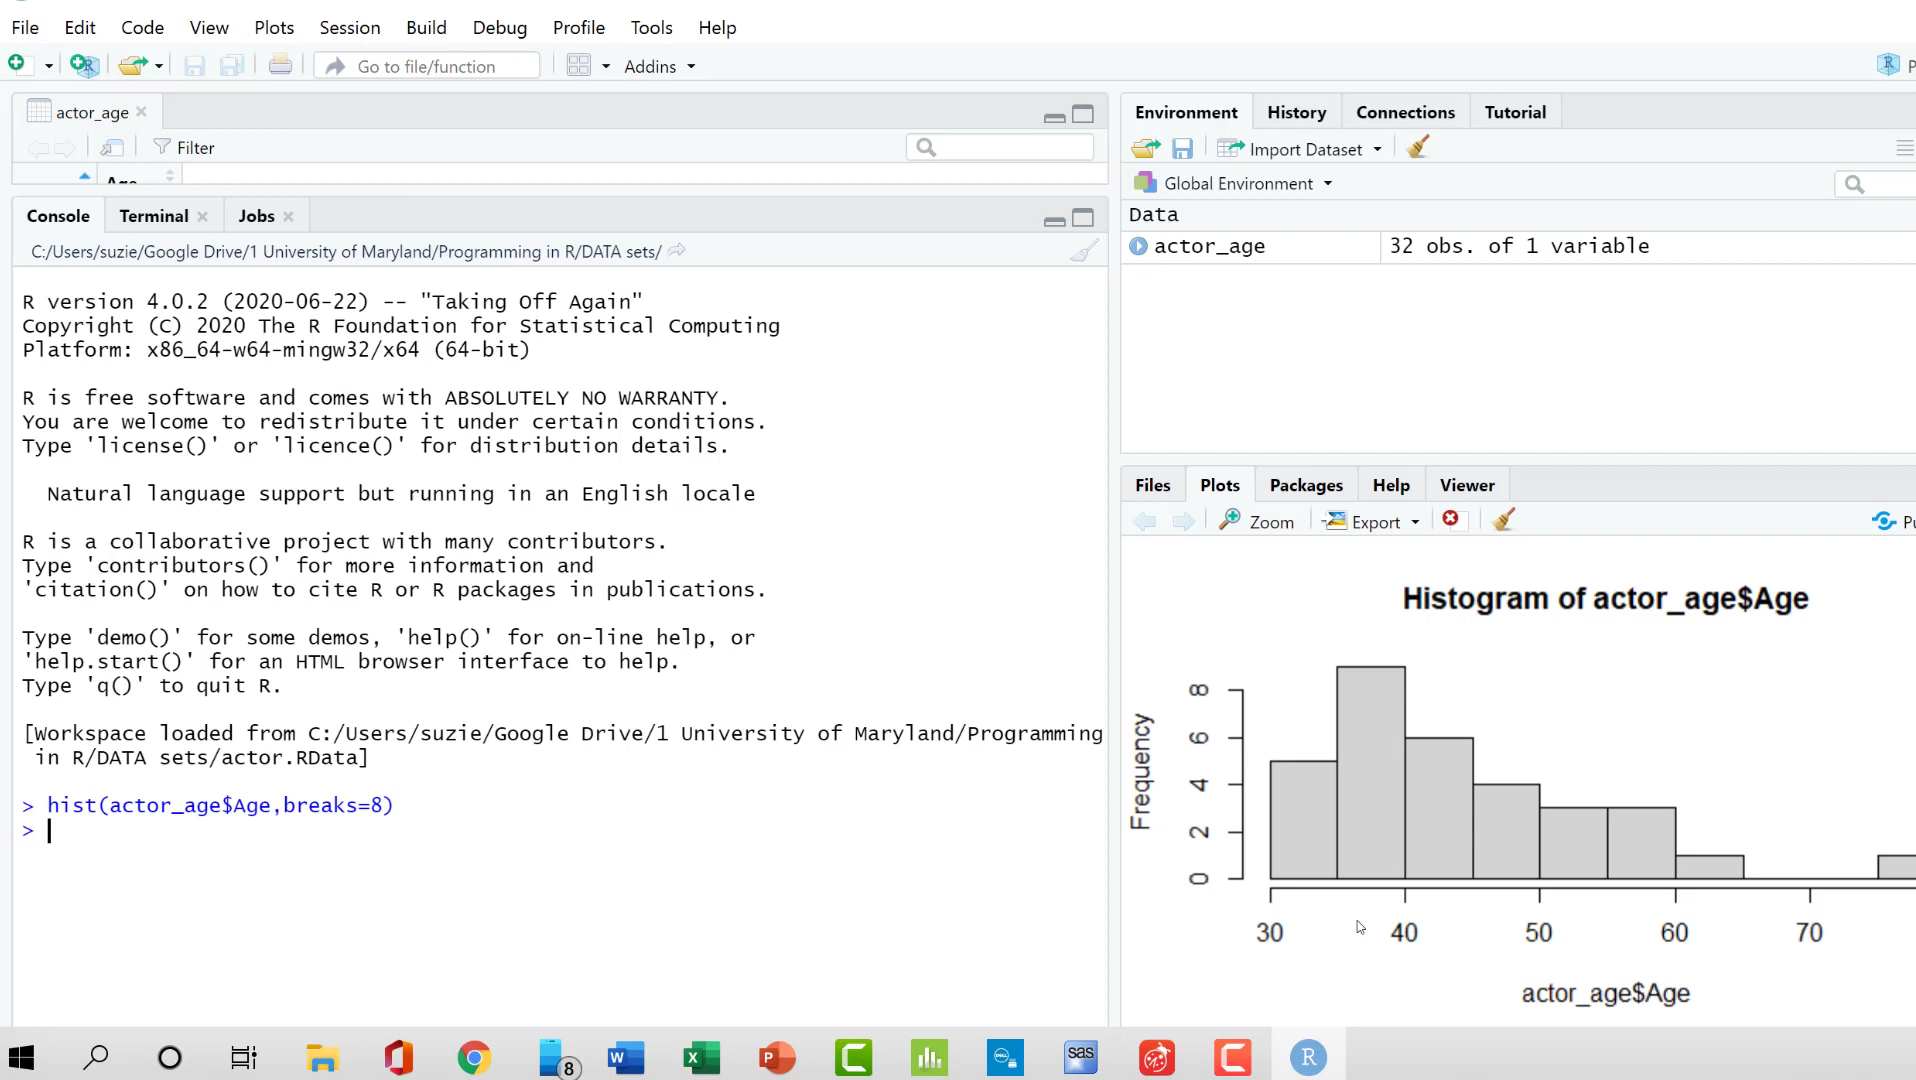 File Edit Code View Plots Session Build Debug Profile Tools Help
Go to file/function Addins
actor_age
Filter
Age
Console Terminal Jobs
C:/Users/suzie/Google Drive/1 University of Maryland/Programming in R/DATA sets/
R version 4.0.2 (2020-06-22) -- "Taking Off Again"
Copyright (C) 2020 The R Foundation for Statistical Computing
Platform: x86_64-w64-mingw32/x64 (64-bit)
R is free software and comes with ABSOLUTELY NO WARRANTY.
You are welcome to redistribute it under certain conditions.
Type 'license()' or 'licence()' for distribution details.
Natural language support but running in an English locale
R is a collaborative project with many contributors.
Type 'contributors()' for more information and
'citation()' on how to cite R or R packages in publications.
Type 'demo()' for some demos, 'help()' for on-line help, or
'help.start()' for an HTML browser interface to help.
Type 'q()' to quit R.
[Workspace loaded from C:/Users/suzie/Google Drive/1 University of Maryland/Programming
in R/DATA sets/actor.RData]
> hist(actor_age$Age,breaks=8)
>
Environment History Connections Tutorial
Import Dataset
Global Environment
Data
actor_age 32 obs. of 1 variable
Files Plots Packages Help Viewer
Zoom Export
Histogram of actor_age$Age
Frequency
8
6
4
2
0
30 40 50 60 70
actor_age$Age
8
W
X
P
DELL
sas
R